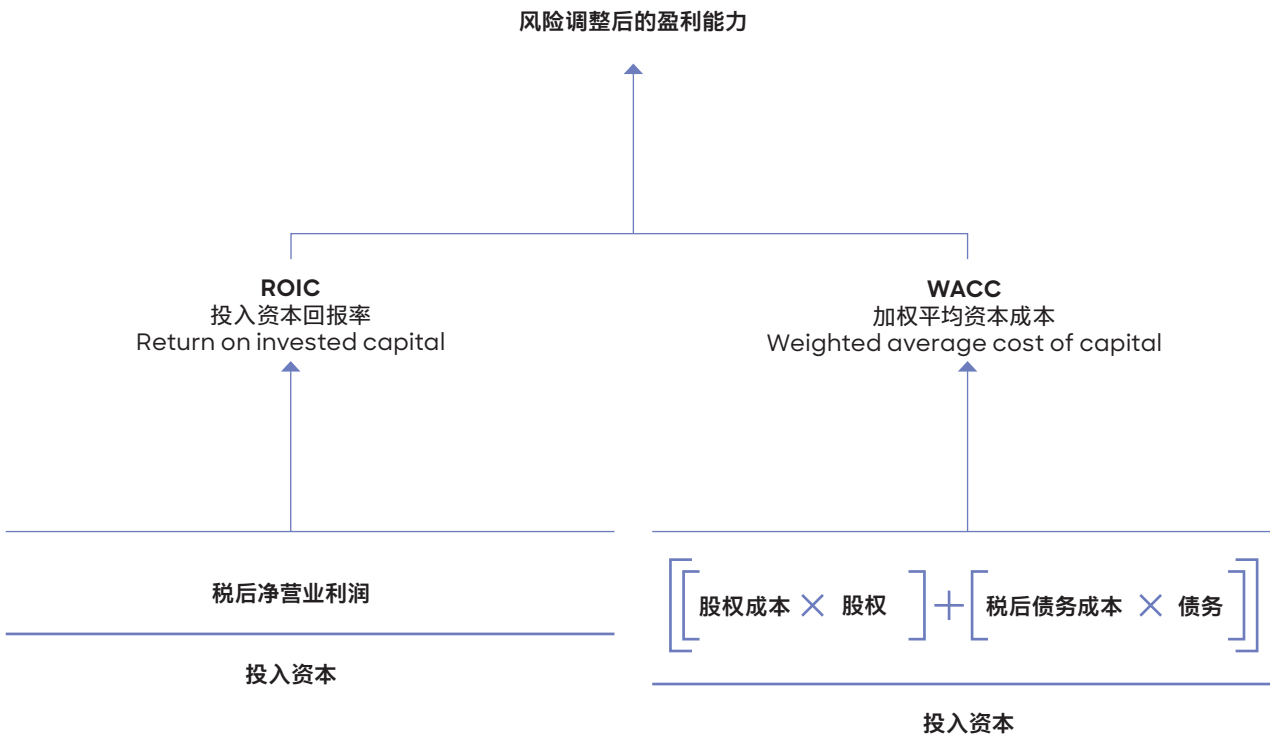 风险调整后的盈利能力
ROIC
投入资本回报率
Return on invested capital
WACC
加权平均资本成本
Weighted average cost of capital
税后净营业利润
投入资本
[[股权成本 × 股权] + [税后债务成本 × 债务]]
投入资本